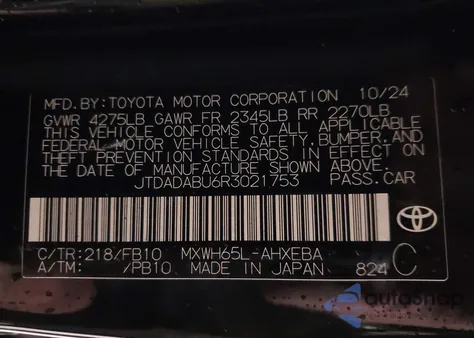 MFD.BY:TOYOTA MOTOR CORPORATION 10/24
GVWR 4275LB GAWR FR 2345LB RR 2270LB
THIS VEHICLE CONFORMS TO ALL APPLICABLE
FEDERAL MOTOR VEHICLE SAFETY,BUMPER,AND
THEFT PREVENTION STANDARDS IN EFFECT ON
THE DATE OF MANUFACTURE SHOWN ABOVE.
JTDADABU6R3021753 PASS.CAR
C/TR:218/FB10 MXWH65L-AHXEBA
A/TM: /PB10 MADE IN JAPAN 824 C
autosnap